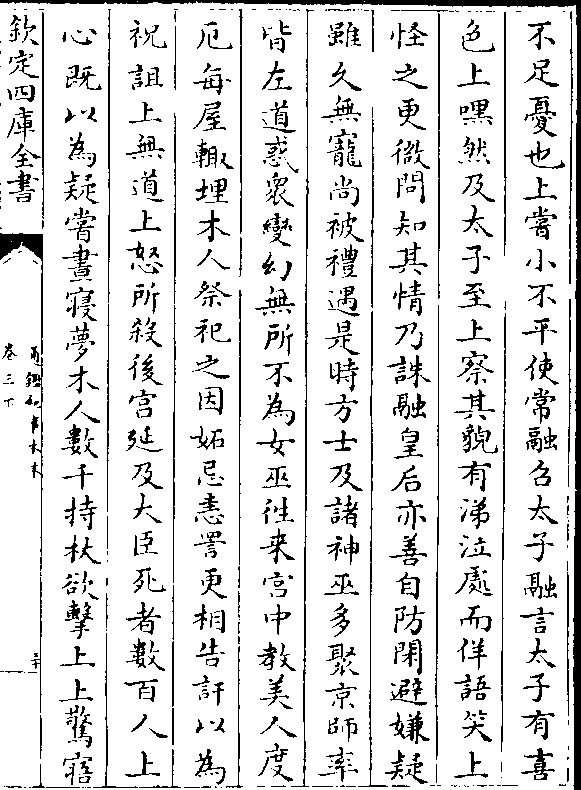 不足憂也上嘗小不平使常融召太子融言太子有喜
色上嘿然及太子至上察其貌有涕泣處而佯語笑上
怪之更微問知其情乃誅融皇后亦善自防閑避嫌疑
雖久無寵尚被禮遇是時方士及諸神巫多聚京師率
皆左道惑衆變幻無所不為女巫徃来宫中教美人度
厄每屋輙埋木人祭祀之因妬忌恚詈更相告訐以為
祝詛上無道上怒所殺後宫延及大臣死者數百人上
心既以為疑嘗晝寢夢木人數千持杖欲擊上上驚寤
欽定四庫全書
通鑑紀事本末
卷三下